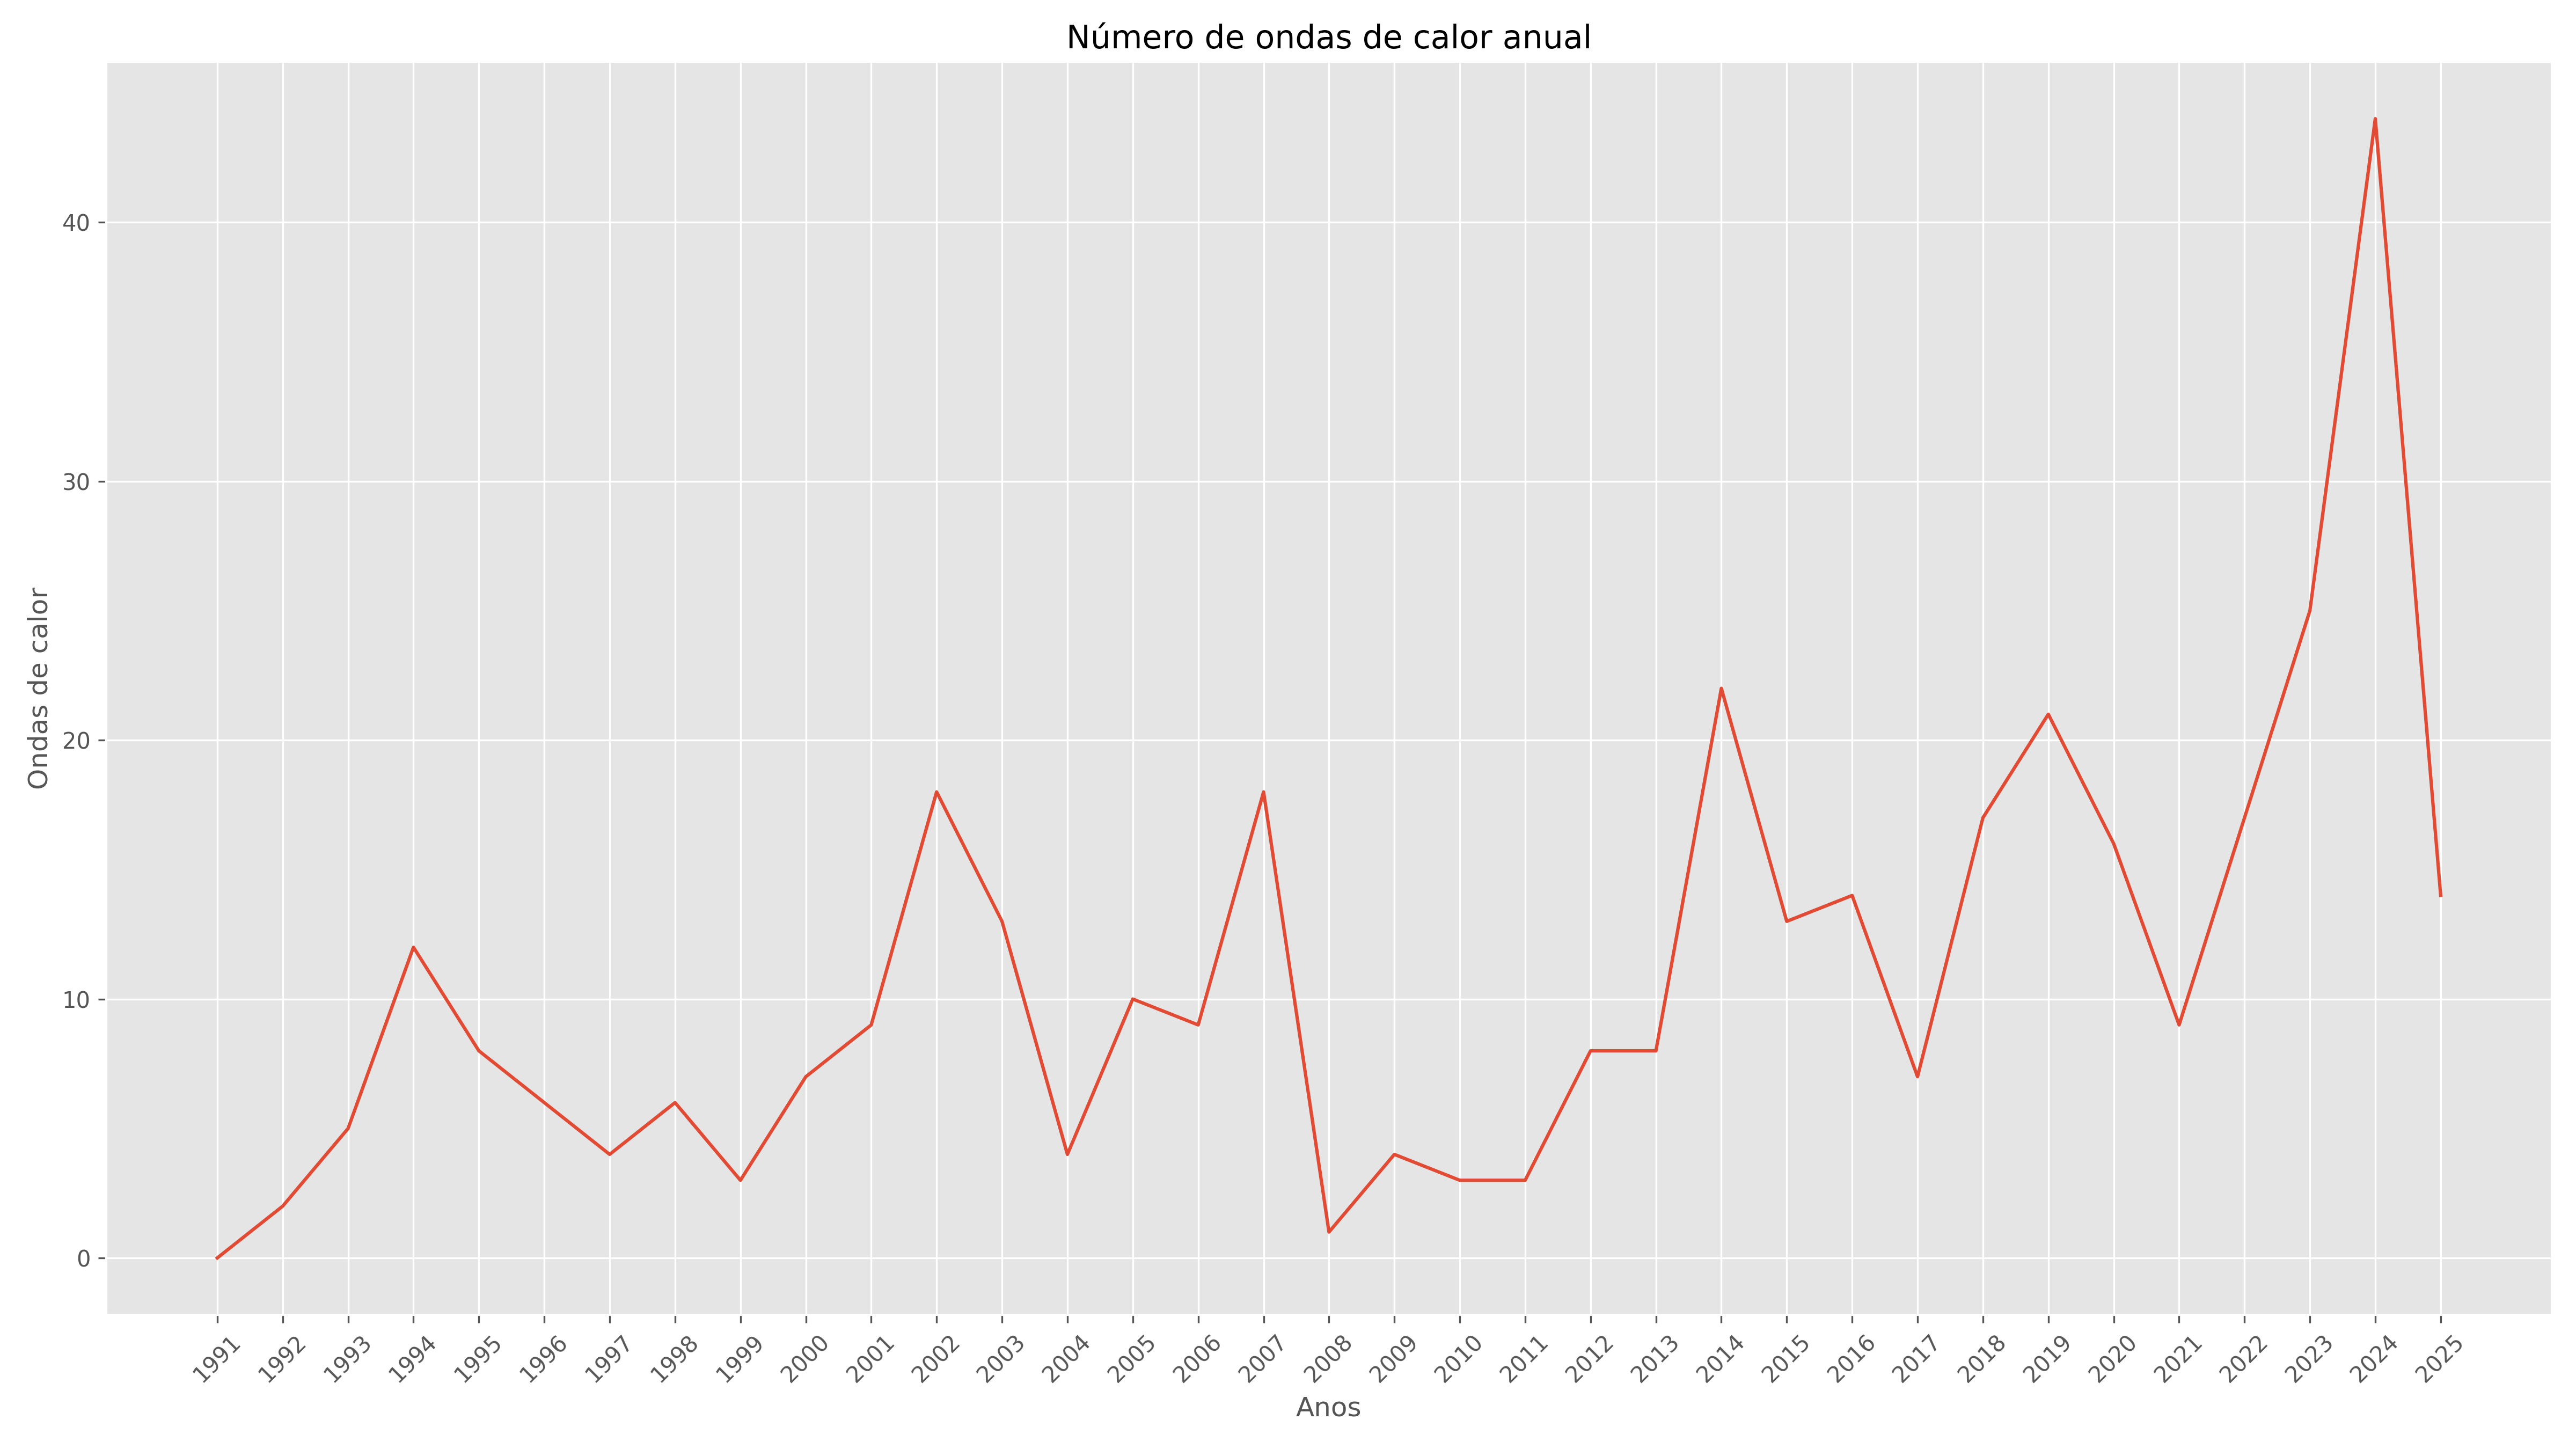 Número de ondas de calor anual
Ondas de calor
40
30
20
10
0
1991 1992 1993 1994 1995 1996 1997 1998 1999 2000 2001 2002 2003 2004 2005 2006 2007 2008 2009 2010 2011 2012 2013 2014 2015 2016 2017 2018 2019 2020 2021 2022 2023 2024 2025
Anos